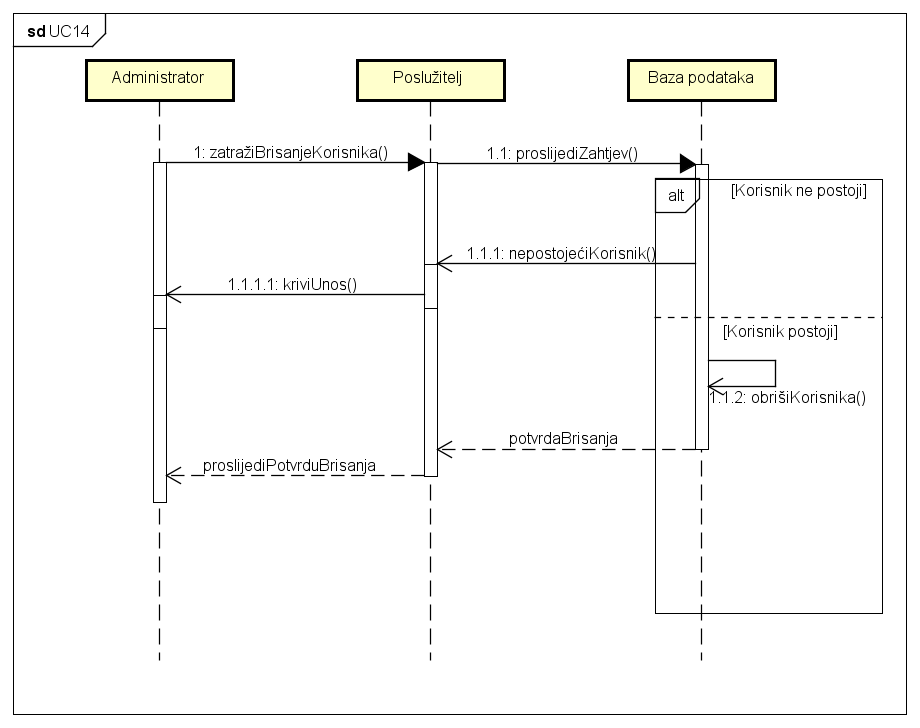 sd UC14
Administrator
Poslužitelj
Baza podataka
1: zatražiBrisanjeKorisnika()
1.1: proslijediZahtjev()
alt
[Korisnik ne postoji]
1.1.1: nepostojećiKorisnik()
1.1.1.1: kriviUnos()
[Korisnik postoji]
1.1.2: obrišiKorisnika()
potvrdaBrisanja
proslijediPotvrduBrisanja